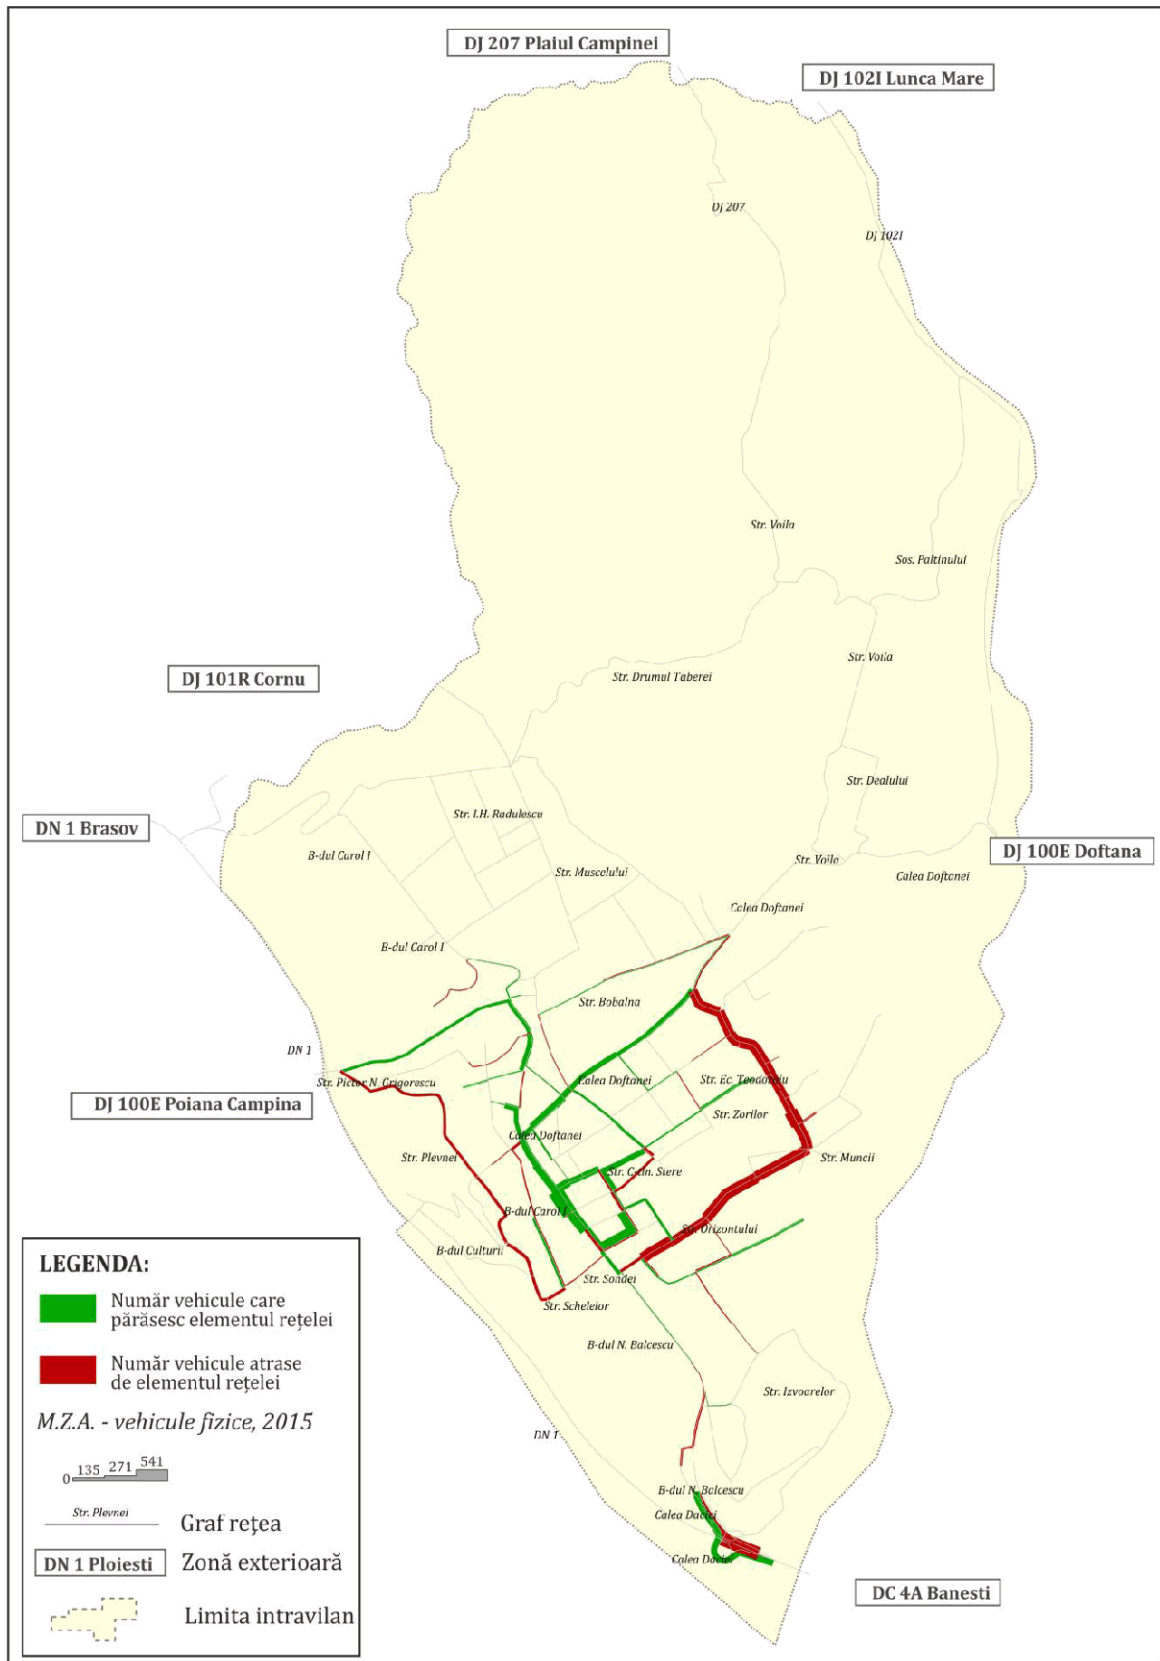 DJ 207 Plaiul Campinei
DJ 102I Lunca Mare
DJ 207
DJ 102I
Str. Voila
Sos. Paltinului
Str. Voila
DJ 101R Cornu
Str. Drumul Taberei
Str. Dealului
Str. I.H. Radulescu
DN 1 Brasov
B-dul Carol I
DJ 100E Doftana
Str. Voila
Str. Muscelului
Calea Doftanei
Calea Doftanei
B-dul Carol I
Str. Bobalna
DN 1
Str. Pictor N. Grigorescu
Calea Doftanei
Str. Ec. Teodoroiu
DJ 100E Poiana Campina
Str. Zorilor
Calea Doftanei
Str. Plevnei
Str. Muncii
Str. C-tin. Stere
B-dul Carol I
Str. Orizontului
B-dul Culturii
Str. Sondei
Str. Schelelor
B-dul N. Balcescu
Str. Izvoarelor
DN 1
B-dul N. Balcescu
Calea Daciei
Calea Daciei
DC 4A Banesti
LEGENDA:
Număr vehicule care
părăsesc elementul rețelei
Număr vehicule atrase
de elementul rețelei
M.Z.A. - vehicule fizice, 2015
0 135 271 541
Str. Plevnei
Graf rețea
DN 1 Ploiesti
Zonă exterioară
Limita intravilan